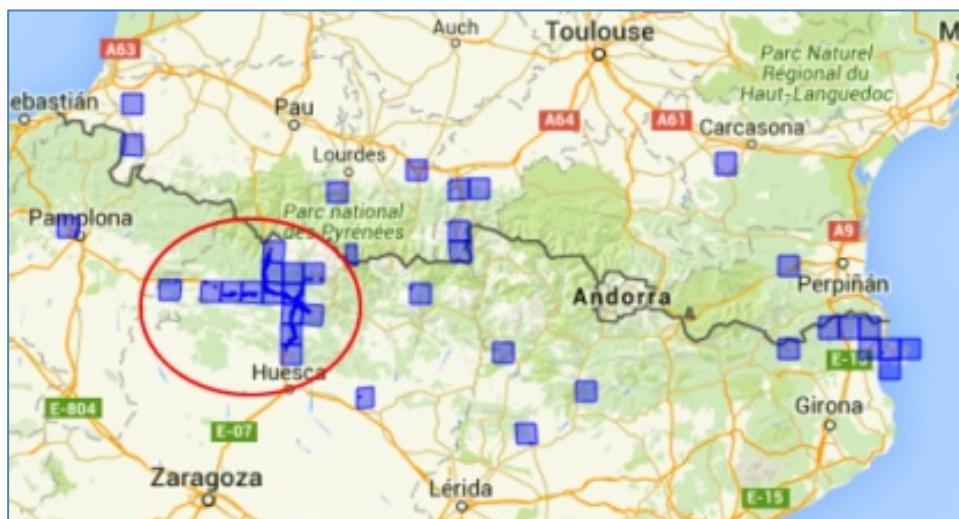 Auch
Toulouse
M
A63
Parc Naturel
Régional du
Haut-Languedoc
ebastián
Pau
A64
A61
Carcasona
Lourdes
Parc national
des Pyrénées
Pamplona
A9
Perpiñán
Andorra
Huesca
E-15
E-804
E-07
Girona
Zaragoza
Lérida
E-15